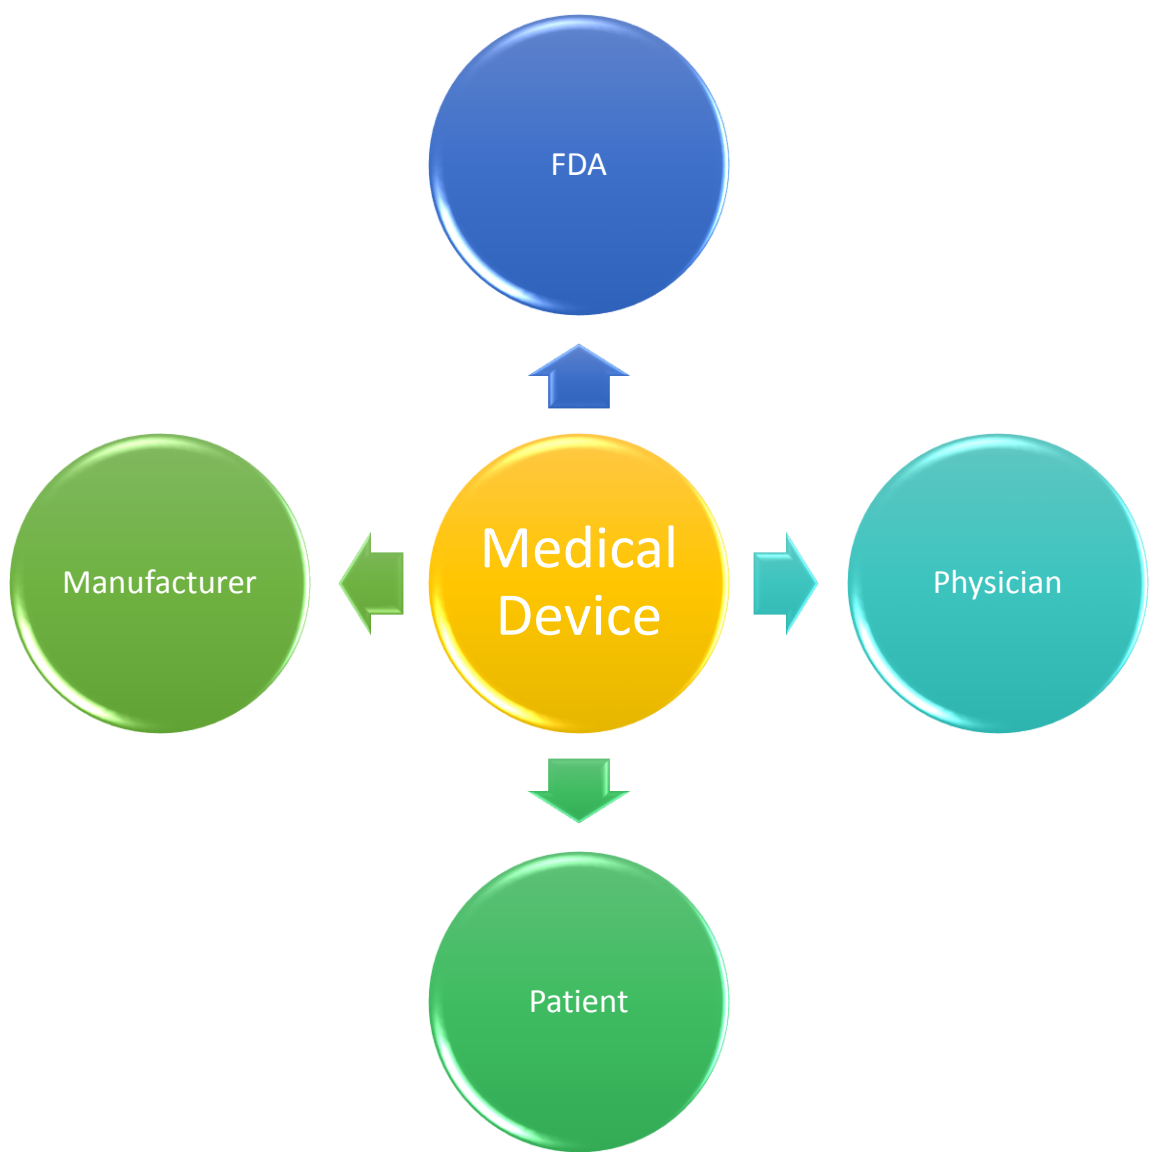 FDA
Manufacturer
Medical
Device
Physician
Patient